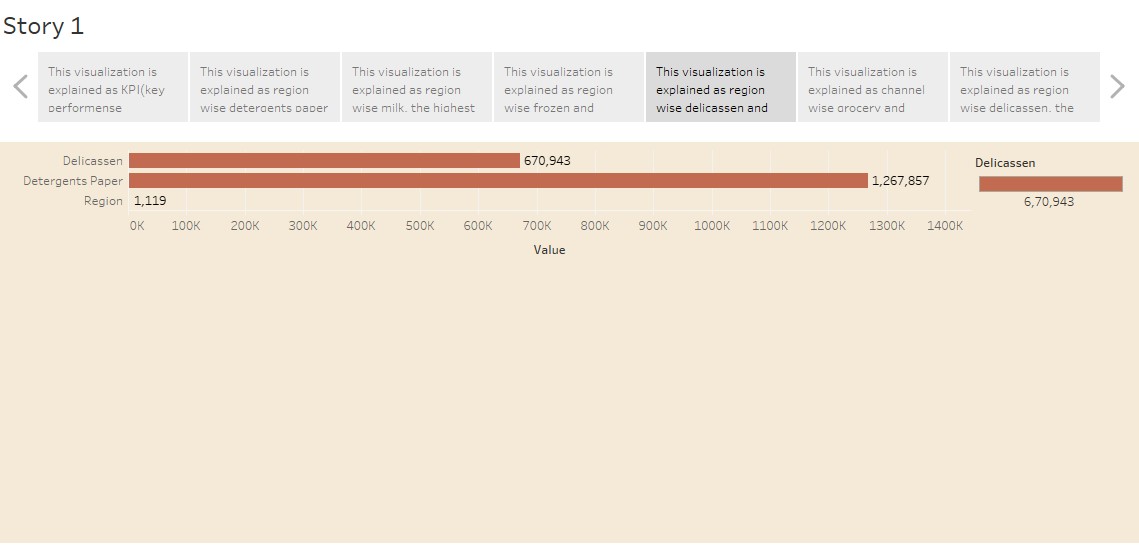 Story 1
This visualization is
explained as KPI(key
performense
This visualization is
explained as region
wise detergents paper
This visualization is
explained as region
wise milk, the highest
This visualization is
explained as region
wise frozen and
This visualization is
explained as region
wise delicassen and
This visualization is
explained as channel
wise grocery and
This visualization is
explained as region
wise delicassen, the
Delicassen 670,943
Detergents Paper 1,267,857
Region 1,119
0K 100K 200K 300K 400K 500K 600K 700K 800K 900K 1000K 1100K 1200K 1300K 1400K
Value
Delicassen
6,70,943